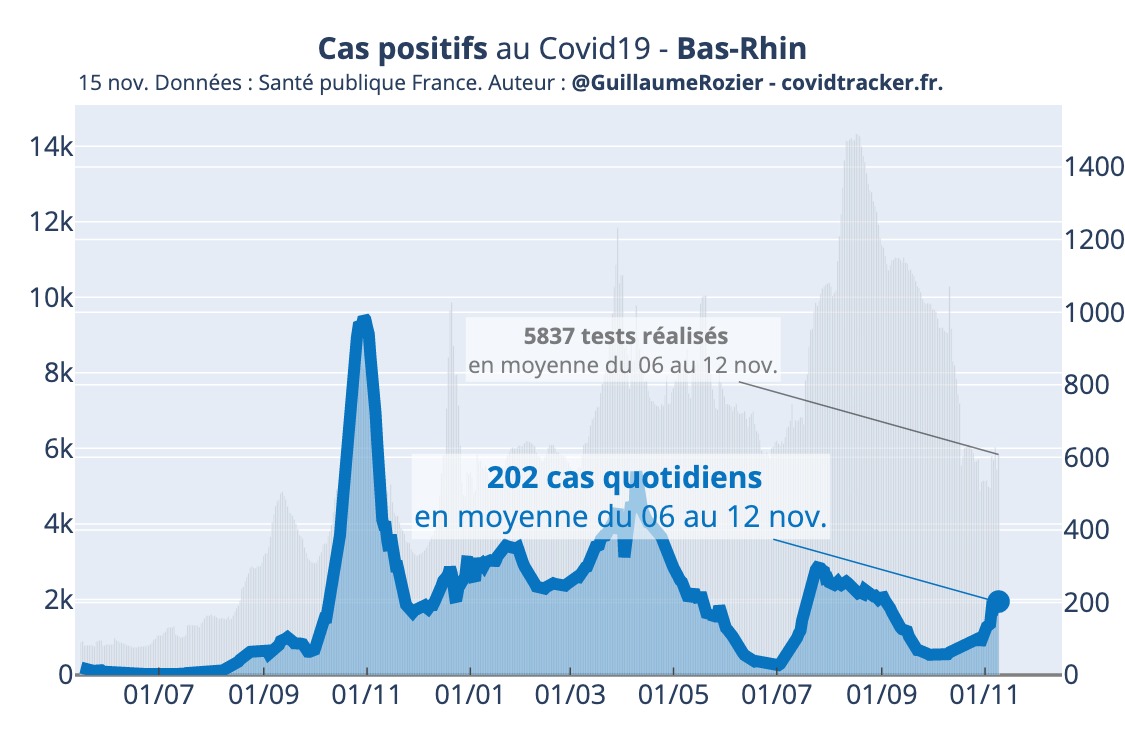 Cas positifs au Covid19 - Bas-Rhin
15 nov. Données : Santé publique France. Auteur : @GuillaumeRozier - covidtracker.fr.
14k
12k
10k
8k
6k
4k
2k
0
1400
1200
1000
800
600
400
200
0
5837 tests réalisés
en moyenne du 06 au 12 nov.
202 cas quotidiens
en moyenne du 06 au 12 nov.
01/07 01/09 01/11 01/01 01/03 01/05 01/07 01/09 01/11